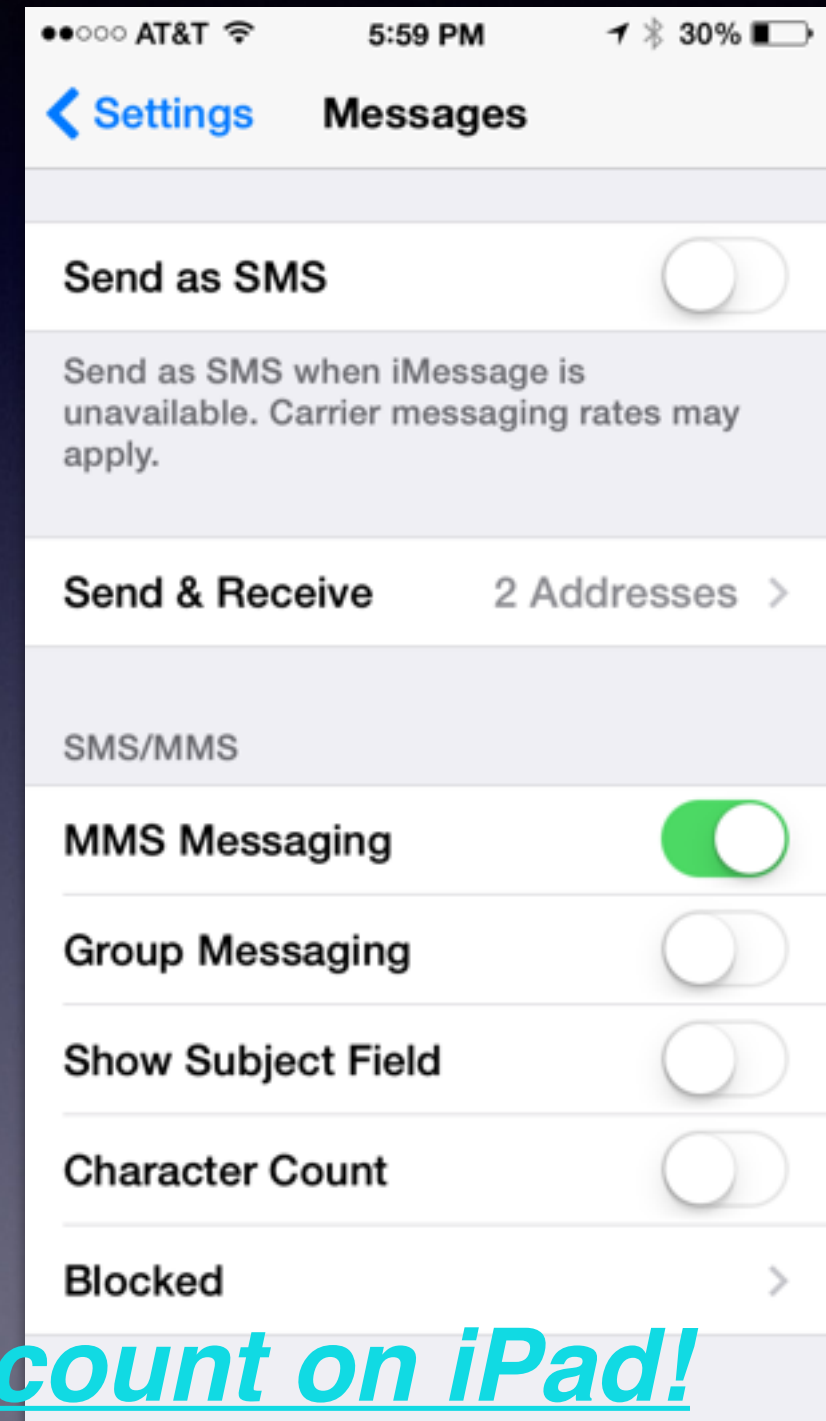 AT&T 5:59 PM 30%
Settings Messages
Send as SMS
Send as SMS when iMessage is
unavailable. Carrier messaging rates may
apply.
Send & Receive 2 Addresses >
SMS/MMS
MMS Messaging
Group Messaging
Show Subject Field
Character Count
Blocked >
count on iPad!